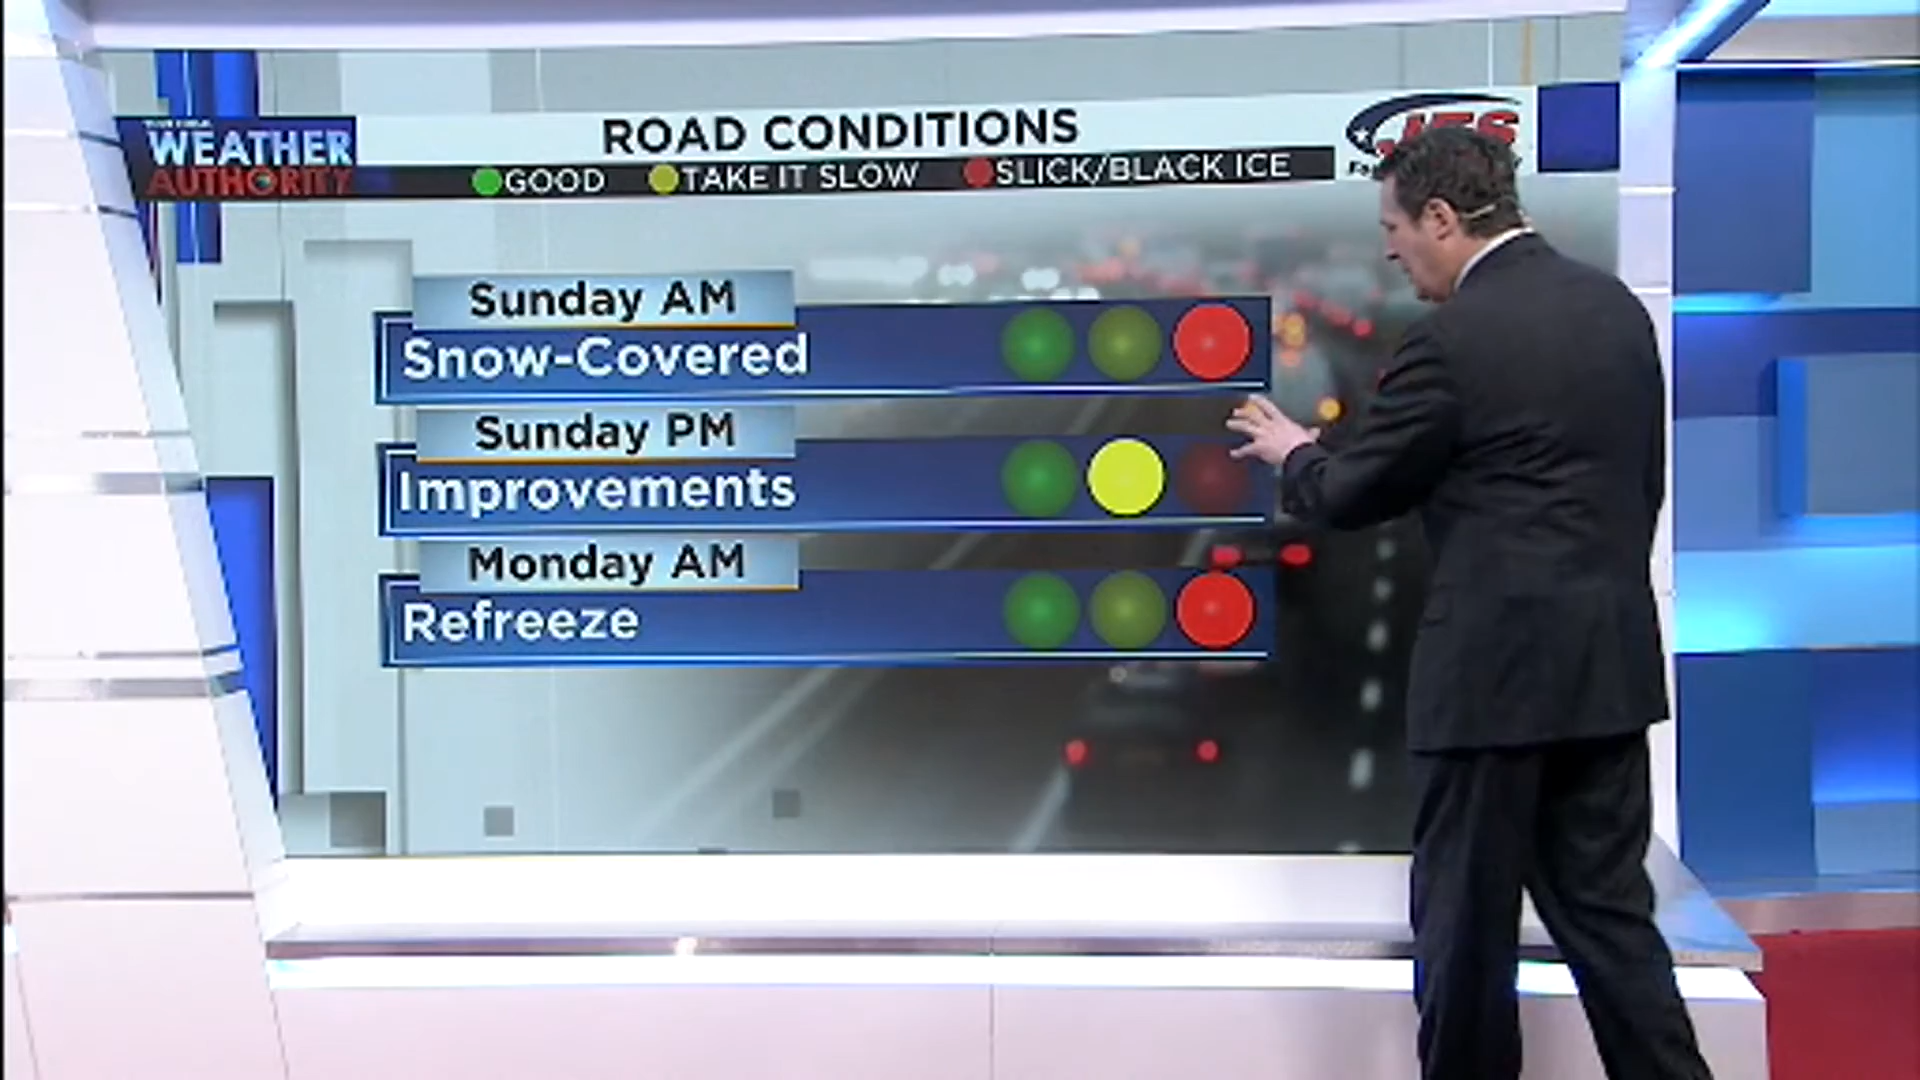 WEATHER
AUTHORITY
ROAD CONDITIONS
GOOD TAKE IT SLOW SLICK/BLACK ICE
Sunday AM
Snow-Covered
Sunday PM
Improvements
Monday AM
Refreeze